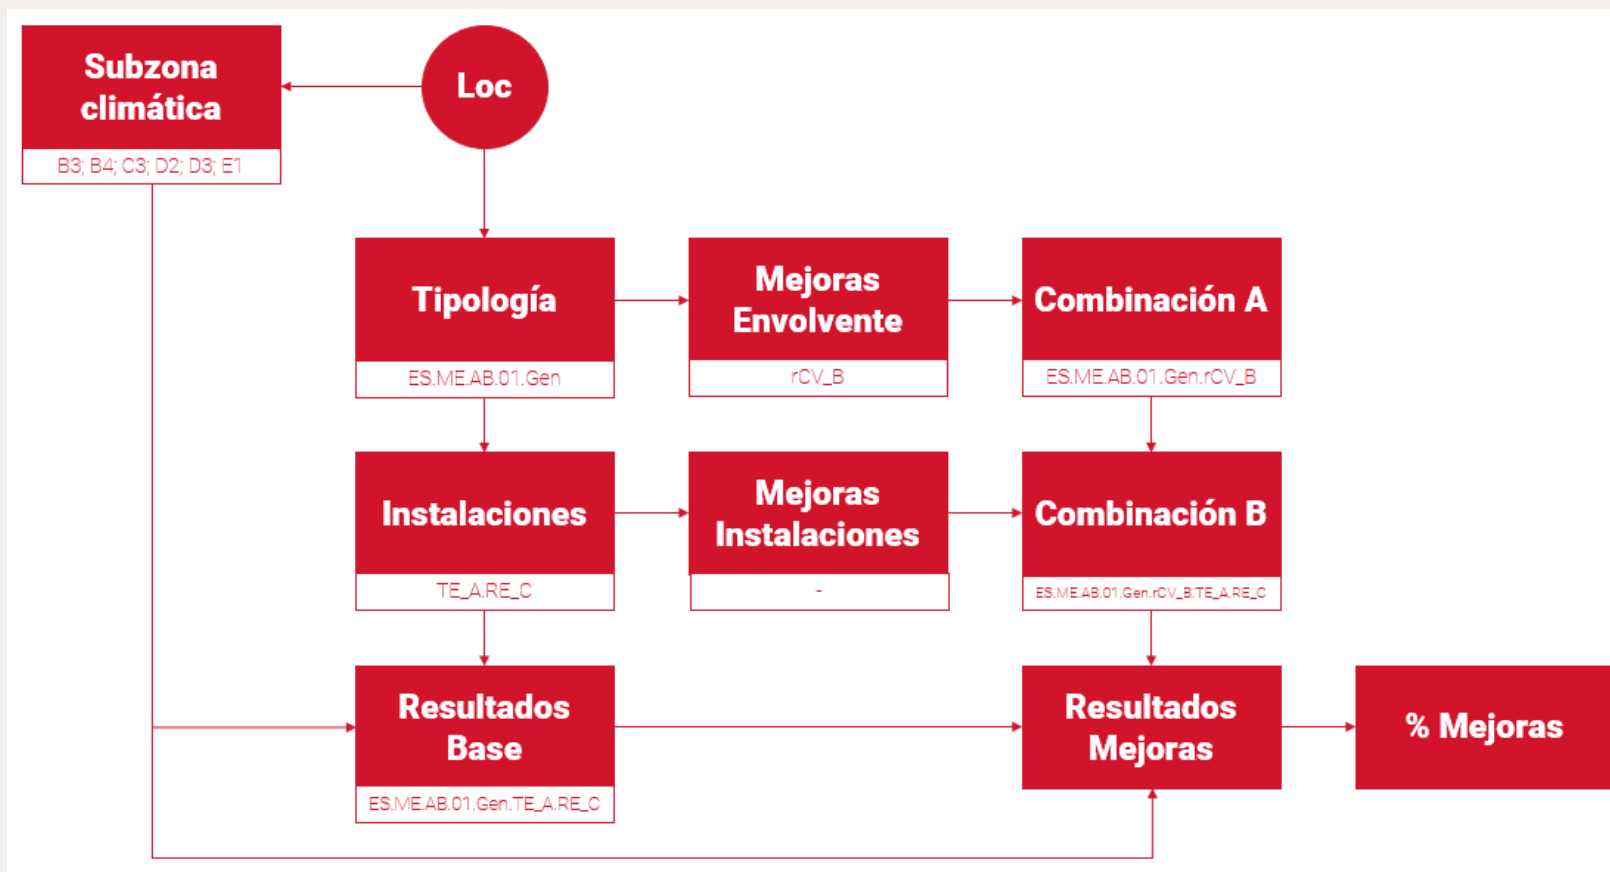 Subzona
climática
B3; B4; C3; D2; D3; E1
Loc
Tipología
ES.ME.AB.01.Gen
Mejoras
Envolvente
rCV_B
Combinación A
ES.ME.AB.01.Gen.rCV_B
Instalaciones
TE_A.RE_C
Mejoras
Instalaciones
-
Combinación B
ES.ME.AB.01.Gen.rCV_B.TE_A.RE_C
Resultados
Base
ES.ME.AB.01.Gen.TE_A.RE_C
Resultados
Mejoras
% Mejoras